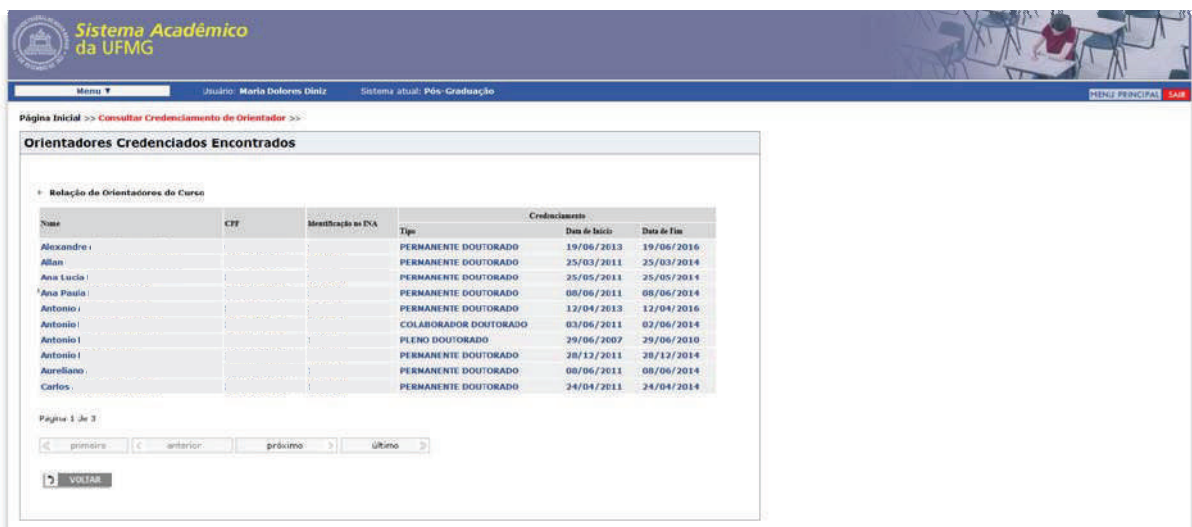 Sistema Acadêmico
da UFMG
Menu ▼ Usuário: Maria Dolores Diniz Sistema atual: Pós-Graduação MENU PRINCIPAL SAIR
Página Inicial >> Consultar Credenciamento de Orientador >>
Orientadores Credenciados Encontrados
Relação de Orientadores do Curso
Credenciamento
Nome CPF Identificação no INA Tipo Data de Início Data de Fim
Alexandre PERMANENTE DOUTORADO 19/06/2013 19/06/2016
Allan PERMANENTE DOUTORADO 25/03/2011 25/03/2014
Ana Lucia PERMANENTE DOUTORADO 25/05/2011 25/05/2014
Ana Paula PERMANENTE DOUTORADO 08/06/2011 08/06/2014
Antonio PERMANENTE DOUTORADO 12/04/2013 12/04/2016
Antonio COLABORADOR DOUTORADO 03/06/2011 02/06/2014
Antonio PLENO DOUTORADO 29/06/2007 29/06/2010
Antonio PERMANENTE DOUTORADO 28/12/2011 28/12/2014
Aureliano PERMANENTE DOUTORADO 08/06/2011 08/06/2014
Carlos PERMANENTE DOUTORADO 24/04/2011 24/04/2014
Página 1 de 3
primeiro anterior próximo último
VOLTAR